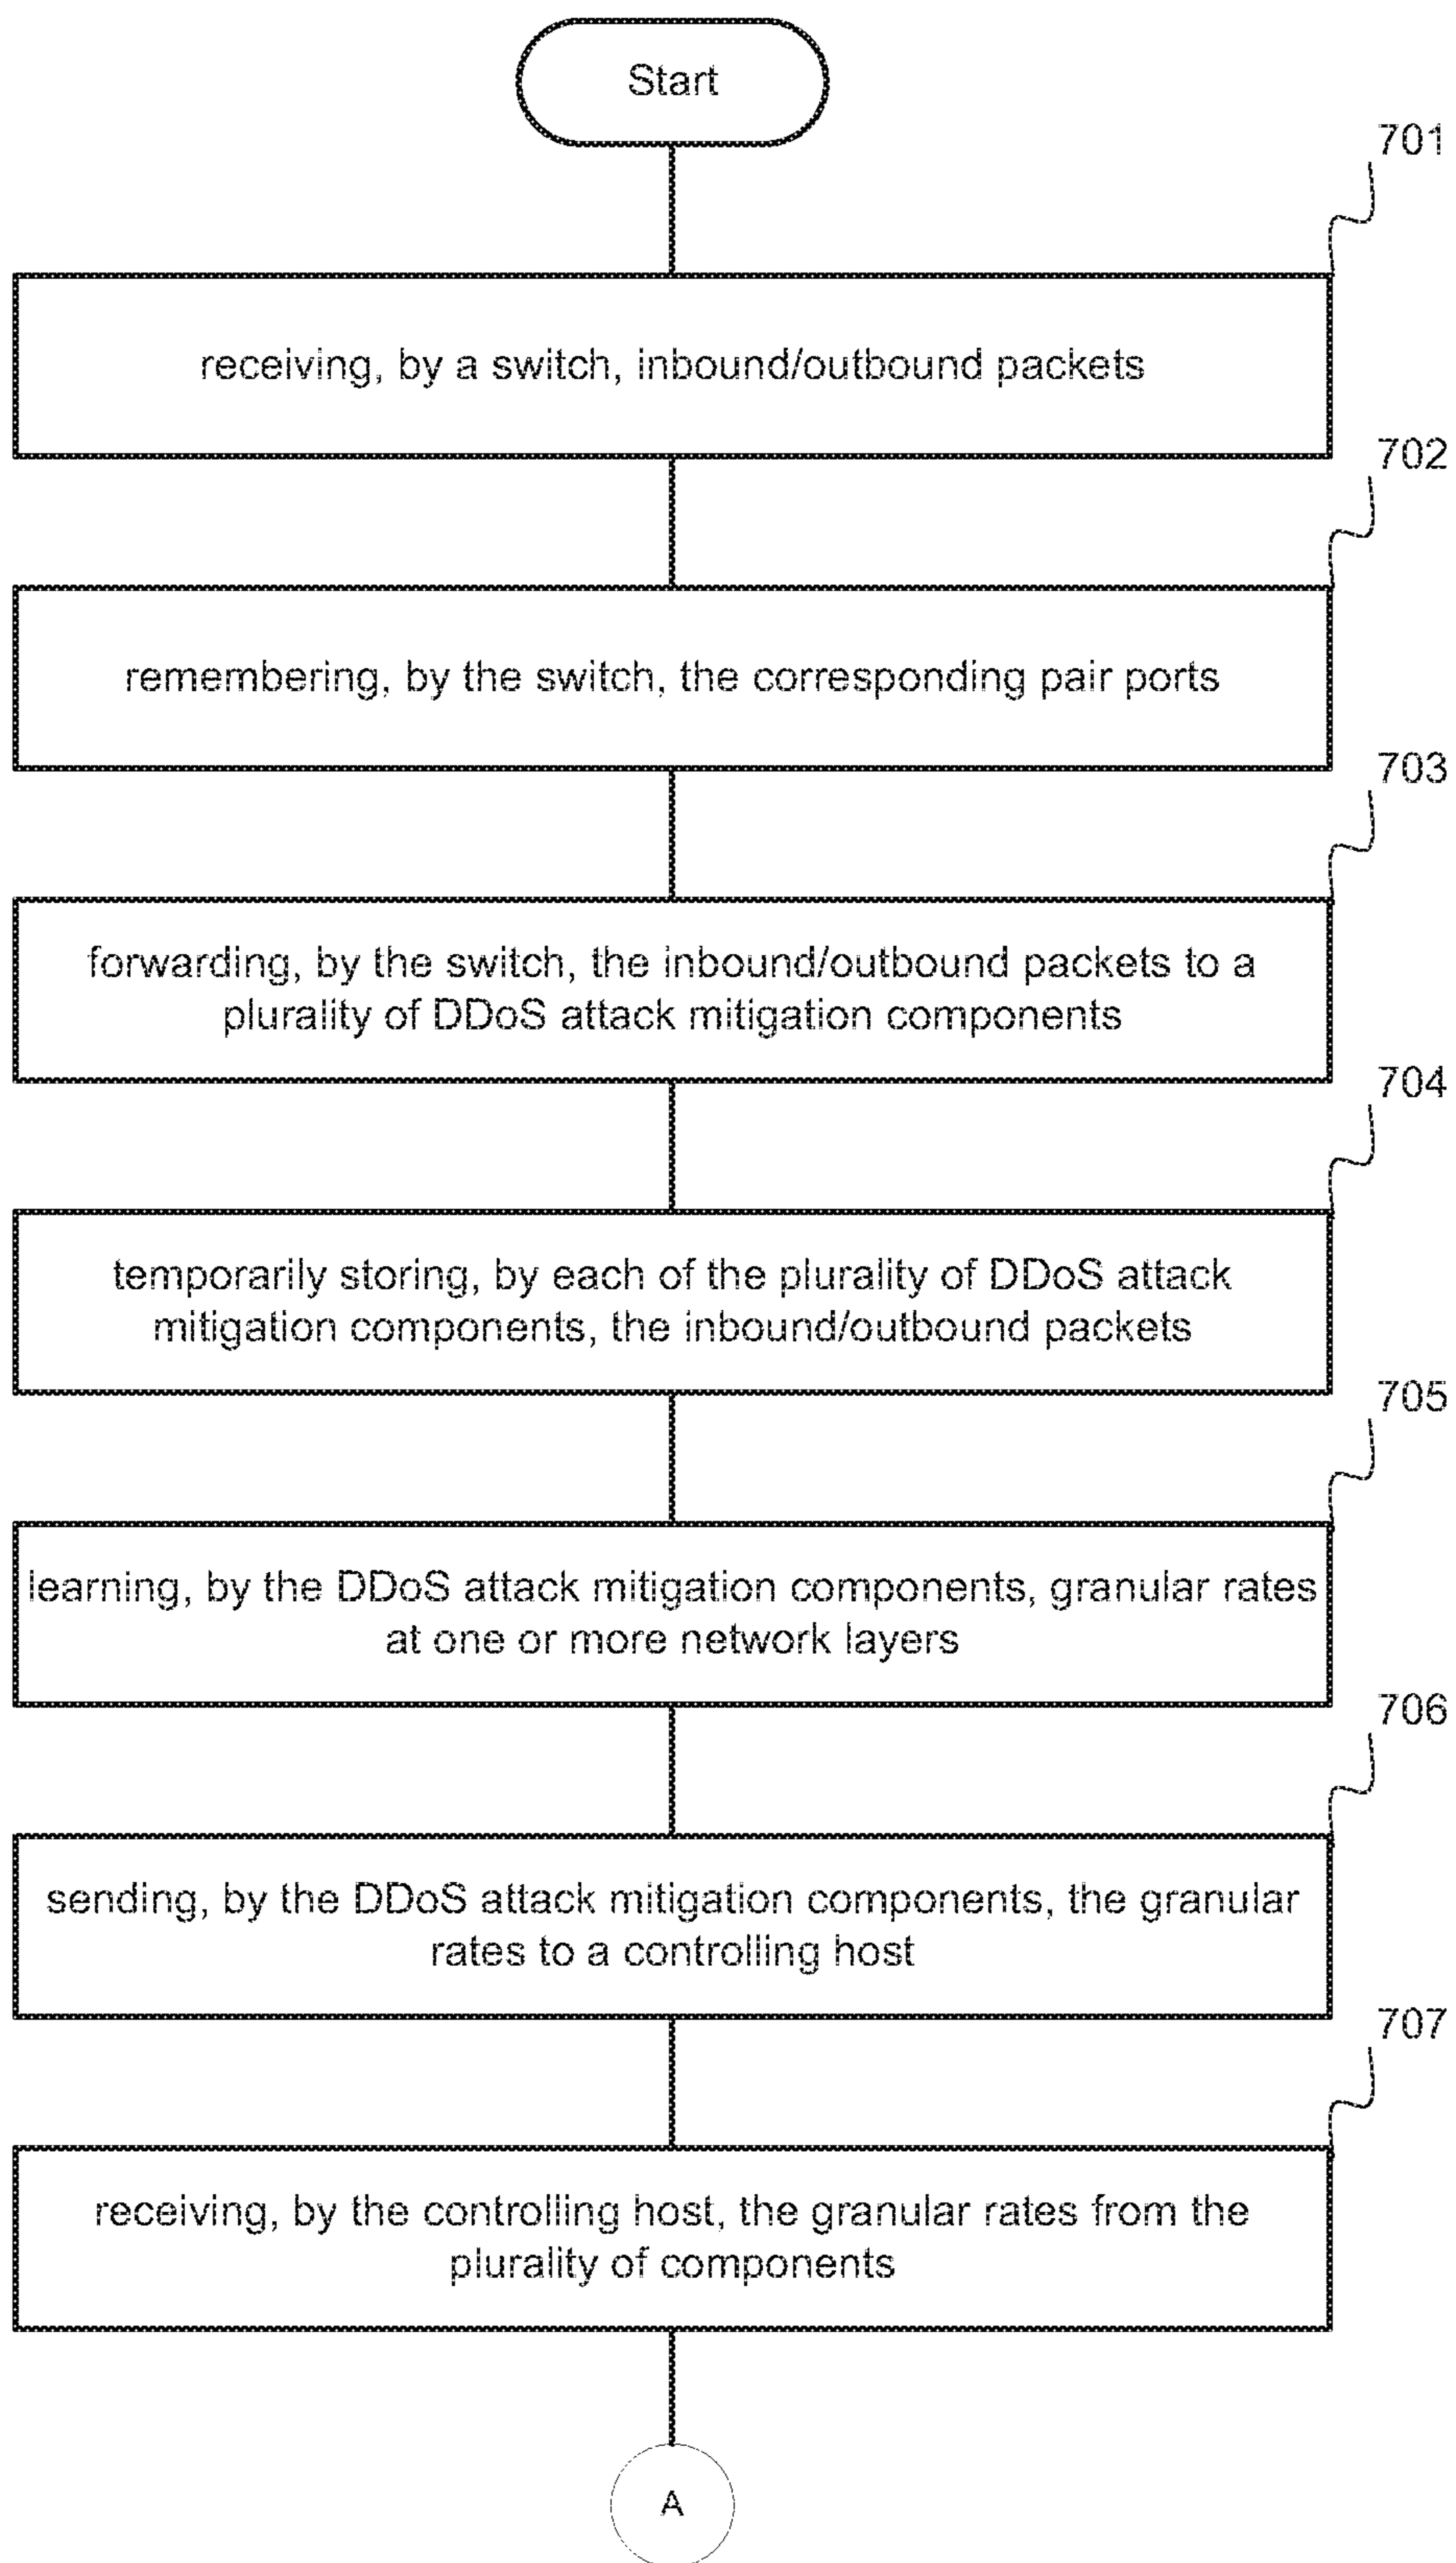 Start
701
receiving, by a switch, inbound/outbound packets
702
remembering, by the switch, the corresponding pair ports
703
forwarding, by the switch, the inbound/outbound packets to a
plurality of DDoS attack mitigation components
704
temporarily storing, by each of the plurality of DDoS attack
mitigation components, the inbound/outbound packets
705
learning, by the DDoS attack mitigation components, granular rates
at one or more network layers
706
sending, by the DDoS attack mitigation components, the granular
rates to a controlling host
707
receiving, by the controlling host, the granular rates from the
plurality of components
A